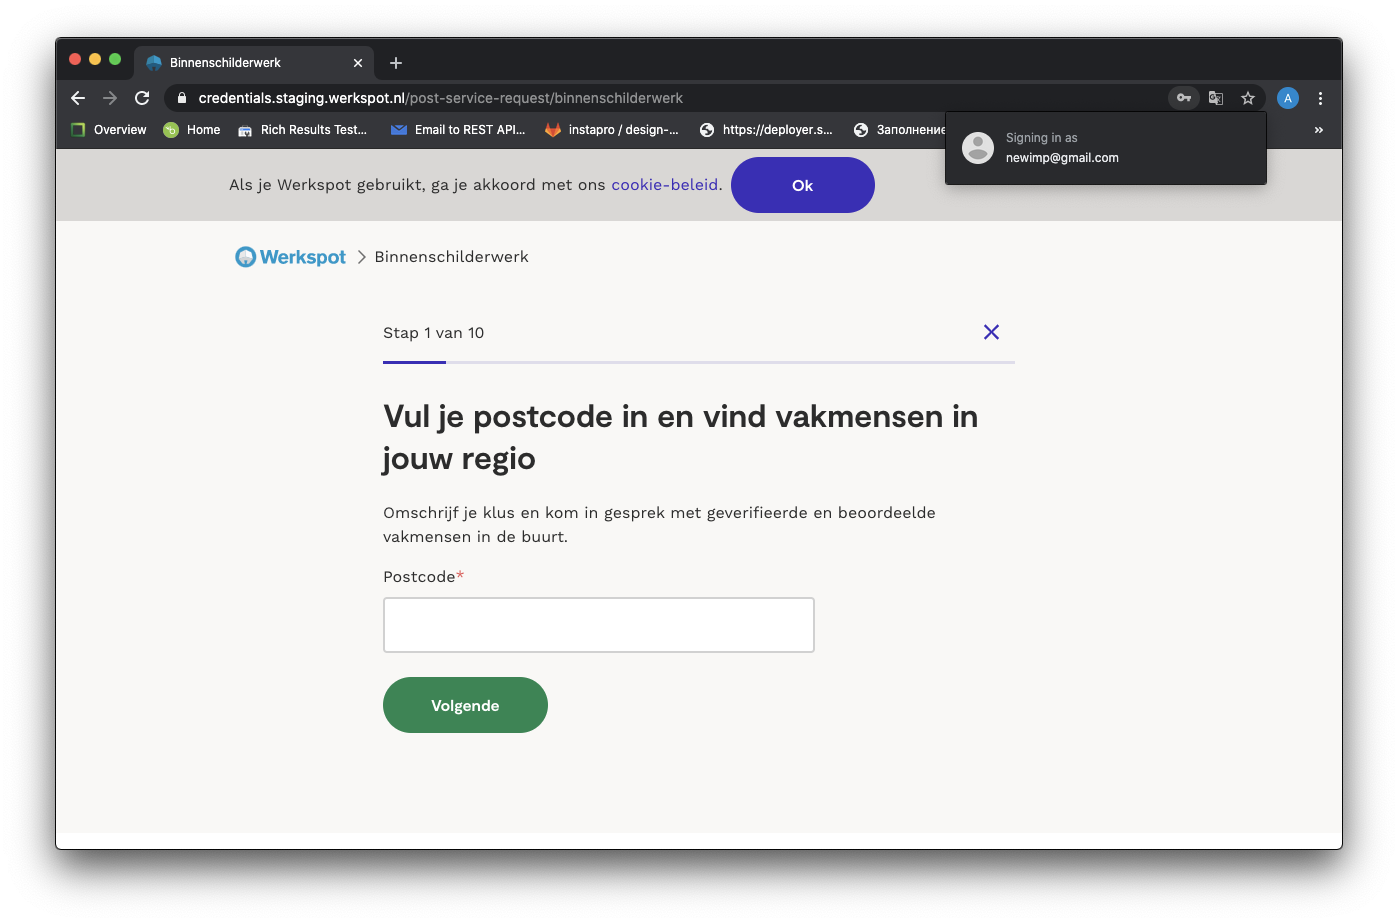 Binnenschilderwerk
credentials.staging.werkspot.nl/post-service-request/binnenschilderwerk
A
Overview
Home
Rich Results Test...
Email to REST API...
instapro / design-...
https://deployer.s...
Заполнение
»
Signing in as
newimp@gmail.com
Als je Werkspot gebruikt, ga je akkoord met ons cookie-beleid.
Ok
Werkspot
Binnenschilderwerk
Stap 1 van 10
Vul je postcode in en vind vakmensen in
jouw regio
Omschrijf je klus en kom in gesprek met geverifieerde en beoordeelde
vakmensen in de buurt.
Postcode*
Volgende